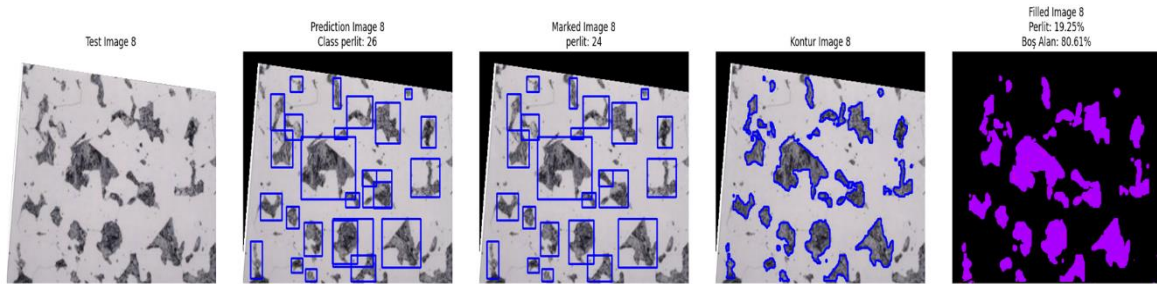 Test Image 8
Prediction Image 8
Class perlit: 26
Marked Image 8
perlit: 24
Kontur Image 8
Filled Image 8
Perlit: 19.25%
Boş Alan: 80.61%